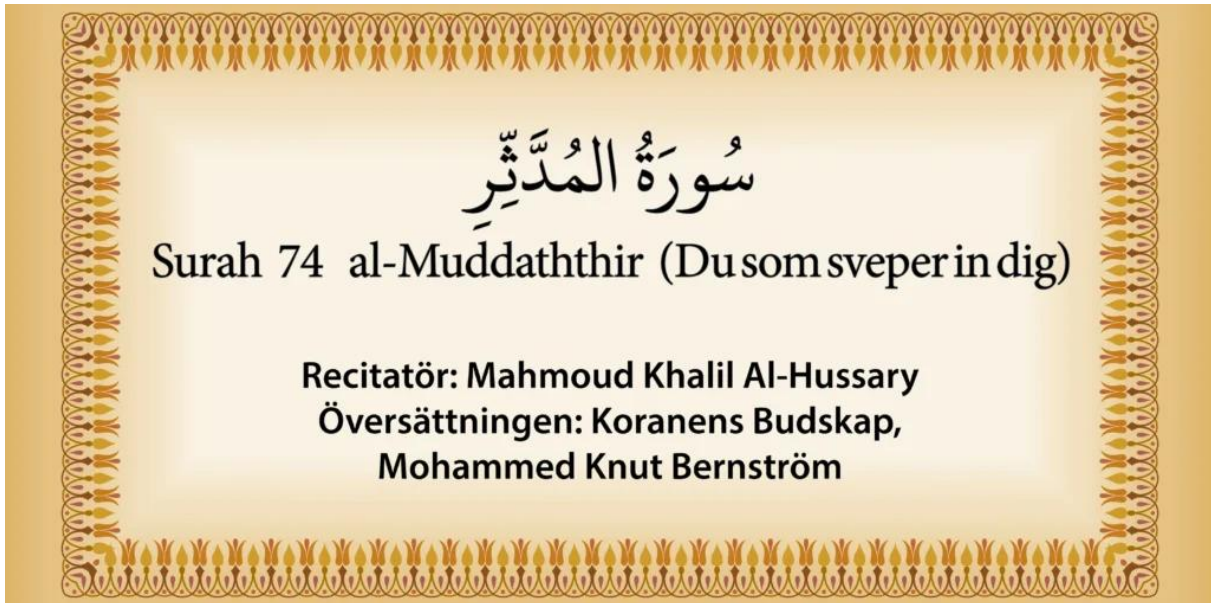 سُورَةُ المُدَّثِّرِ
Surah 74 al-Muddaththir (Du som sveper in dig)
Recitatör: Mahmoud Khalil Al-Hussary
Översättningen: Koranens Budskap,
Mohammed Knut Bernström